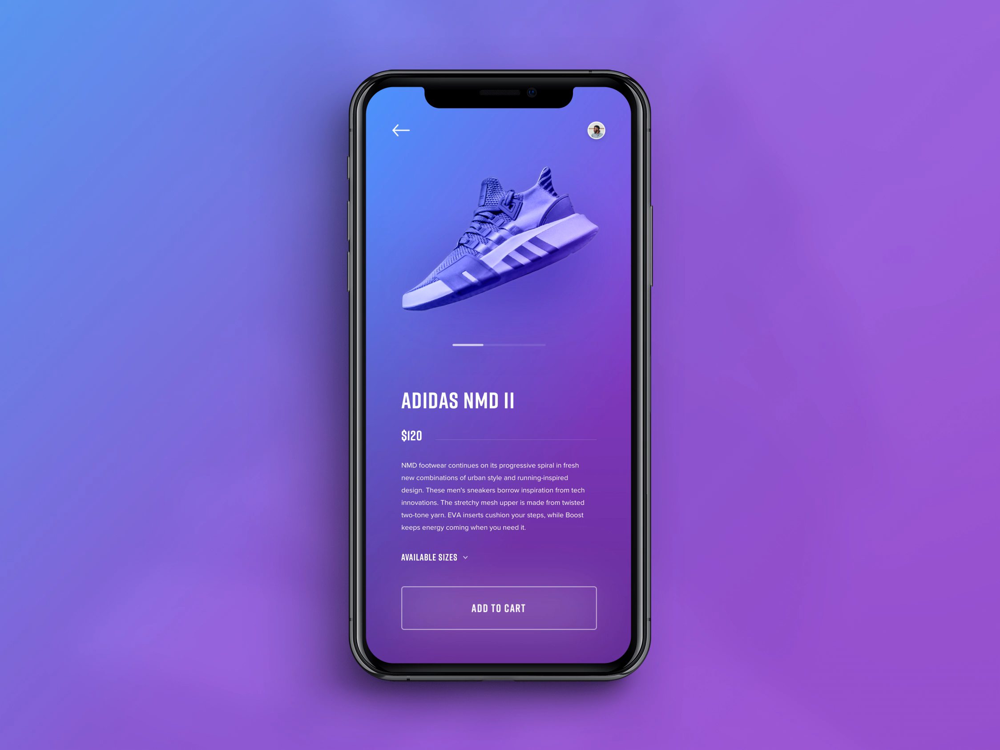 ADIDAS NMD II
$120
NMD footwear continues on its progressive spiral in fresh
new combinations of urban style and running-inspired
design. These men's sneakers borrow inspiration from tech
innovations. The stretchy mesh upper is made from twisted
two-tone yarn. EVA inserts cushion your steps, while Boost
keeps energy coming when you need it.
AVAILABLE SIZES
ADD TO CART